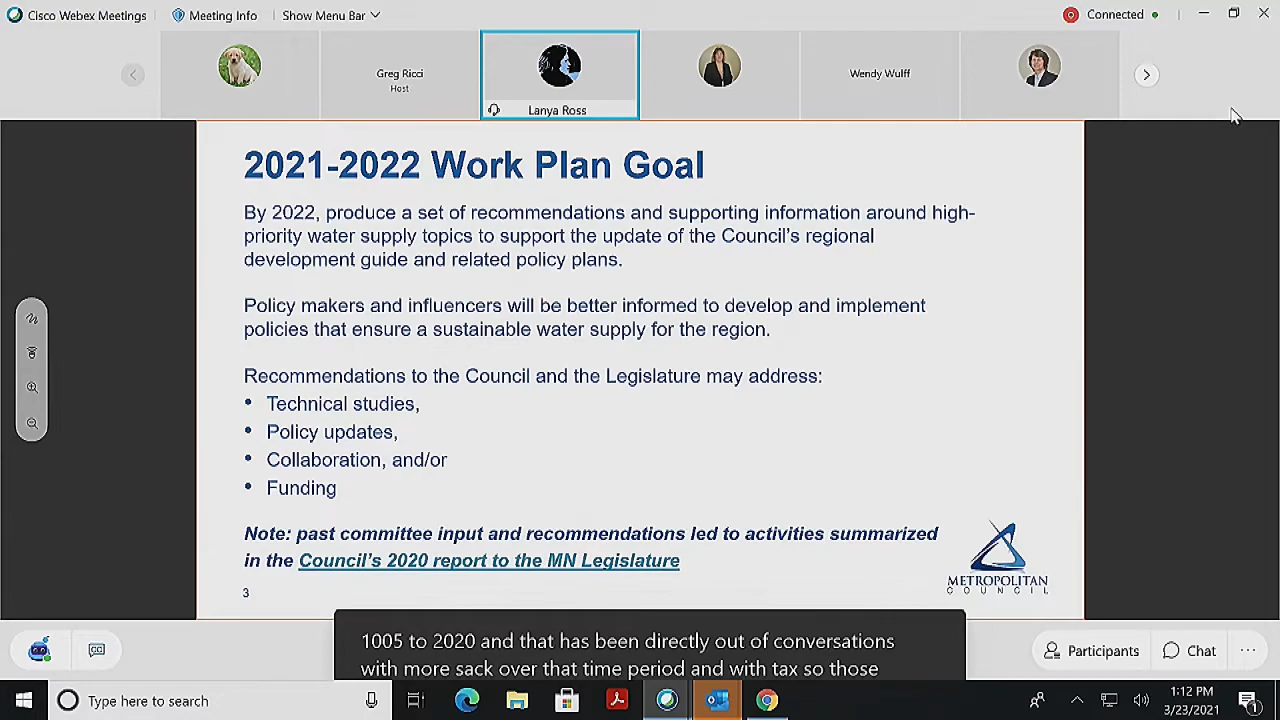 Cisco Webex Meetings
Meeting Info
Show Menu Bar
Connected
Greg Ricci
Host
Lanya Ross
Wendy Wulff
2021-2022 Work Plan Goal
By 2022, produce a set of recommendations and supporting information around high-
priority water supply topics to support the update of the Council's regional
development guide and related policy plans.
Policy makers and influencers will be better informed to develop and implement
policies that ensure a sustainable water supply for the region.
Recommendations to the Council and the Legislature may address:
• Technical studies,
• Policy updates,
• Collaboration, and/or
• Funding
Note: past committee input and recommendations led to activities summarized
in the Council's 2020 report to the MN Legislature
3
METROPOLITAN
COUNCIL
1005 to 2020 and that has been directly out of conversations
with more sack over that time period and with tax so those
CC
Participants
Chat
Type here to search
1:12 PM
3/23/2021
1